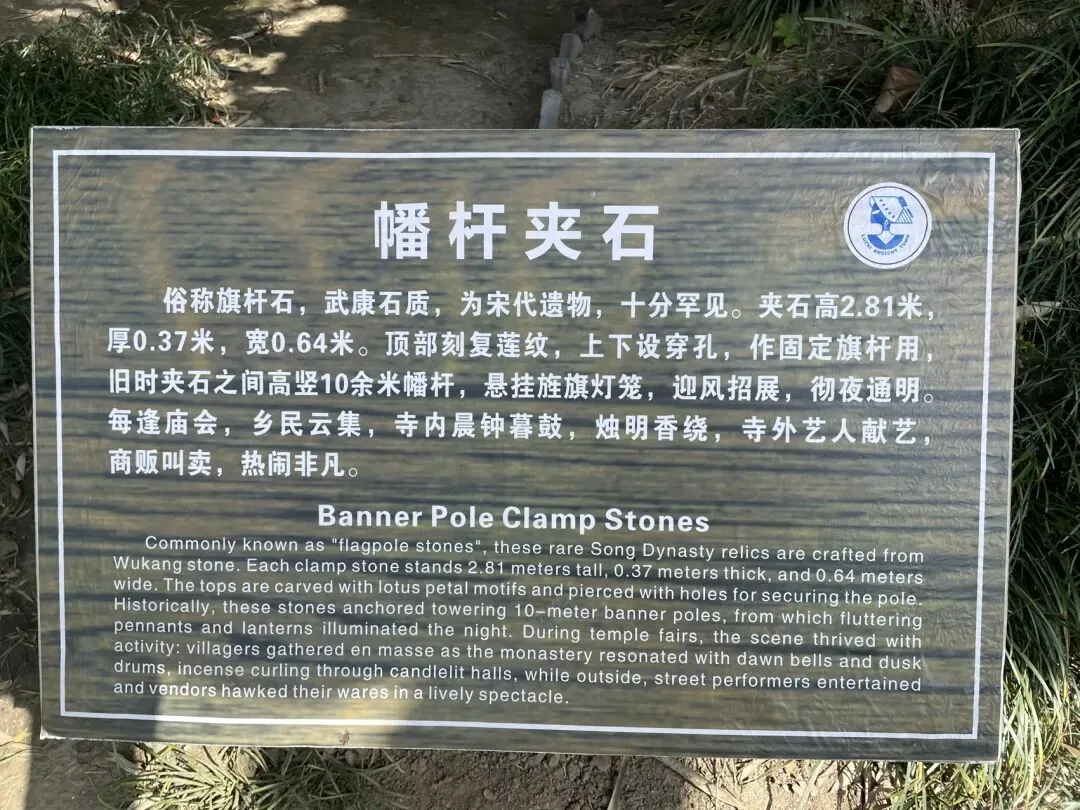 幡杆夹石
LUZHI ANCIENT TOWN
俗称旗杆石，武康石质，为宋代遗物，十分罕见。夹石高2.81米，
厚0.37米，宽0.64米。顶部刻复莲纹，上下设穿孔，作固定旗杆用，
旧时夹石之间高竖10余米幡杆，悬挂旌旗灯笼，迎风招展，彻夜通明。
每逢庙会，乡民云集，寺内晨钟暮鼓，烛明香绕，寺外艺人献艺，
商贩叫卖，热闹非凡。
Banner Pole Clamp Stones
Commonly known as "flagpole stones", these rare Song Dynasty relics are crafted from
Wukang stone. Each clamp stone stands 2.81 meters tall, 0.37 meters thick, and 0.64 meters
wide. The tops are carved with lotus petal motifs and pierced with holes for securing the pole.
Historically, these stones anchored towering 10-meter banner poles, from which fluttering
pennants and lanterns illuminated the night. During temple fairs, the scene thrived with
activity: villagers gathered en masse as the monastery resonated with dawn bells and dusk
drums, incense curling through candlelit halls, while outside, street performers entertained
and vendors hawked their wares in a lively spectacle.